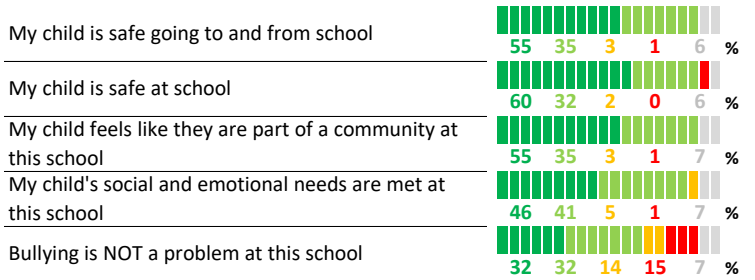 My child is safe going to and from school
55 35 3 1 6 %
My child is safe at school
60 32 2 0 6 %
My child feels like they are part of a community at
this school
55 35 3 1 7 %
My child's social and emotional needs are met at
this school
46 41 5 1 7 %
Bullying is NOT a problem at this school
32 32 14 15 7 %